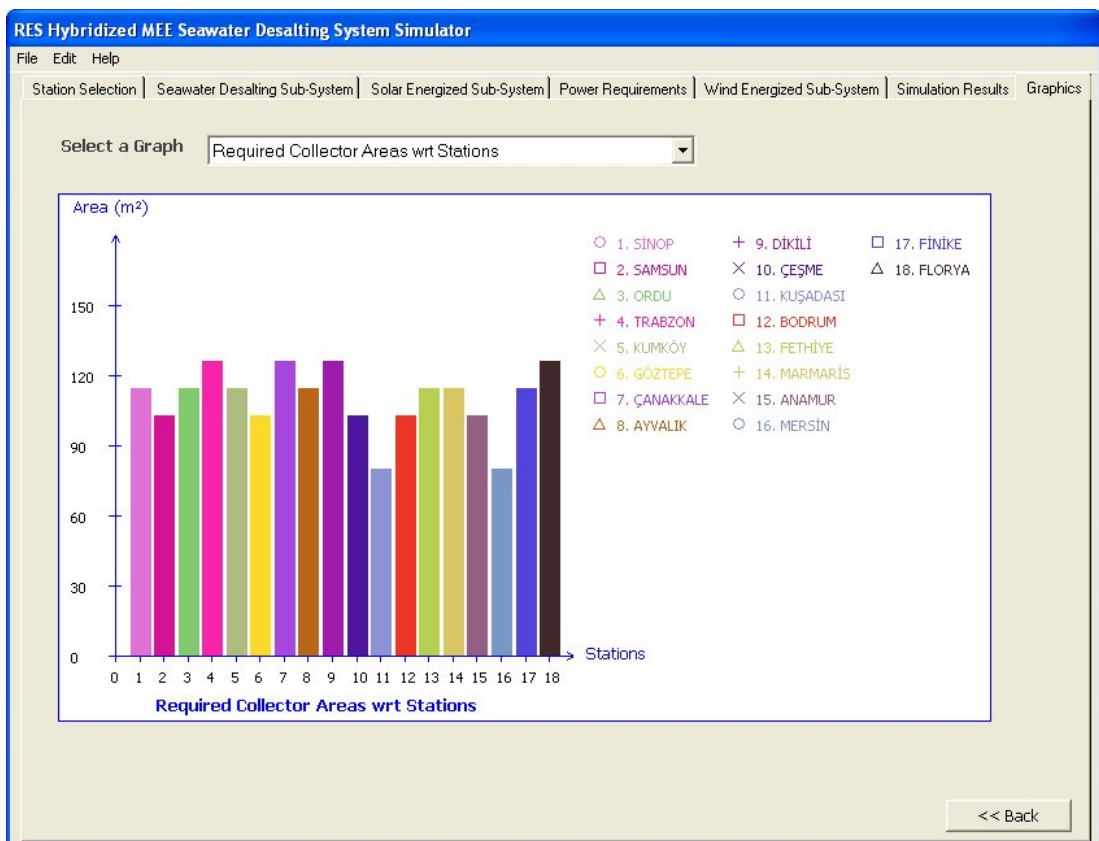 RES Hybridized MEE Seawater Desalting System Simulator
File Edit Help
Station Selection Seawater Desalting Sub-System Solar Energized Sub-System Power Requirements Wind Energized Sub-System Simulation Results Graphics
Select a Graph Required Collector Areas wrt Stations
Area (m²)
1. SİNOP 9. DİKİLİ 17. FİNİKE
2. SAMSUN 10. ÇEŞME 18. FLORYA
3. ORDU 11. KUŞADASI
4. TRABZON 12. BODRUM
5. KUMKÖY 13. FETHİYE
6. GÖZTEPE 14. MARMARİS
7. ÇANAKKALE 15. ANAMUR
8. AYVALIK 16. MERSİN
150
120
90
60
30
0
Stations
0 1 2 3 4 5 6 7 8 9 10 11 12 13 14 15 16 17 18
Required Collector Areas wrt Stations
<< Back